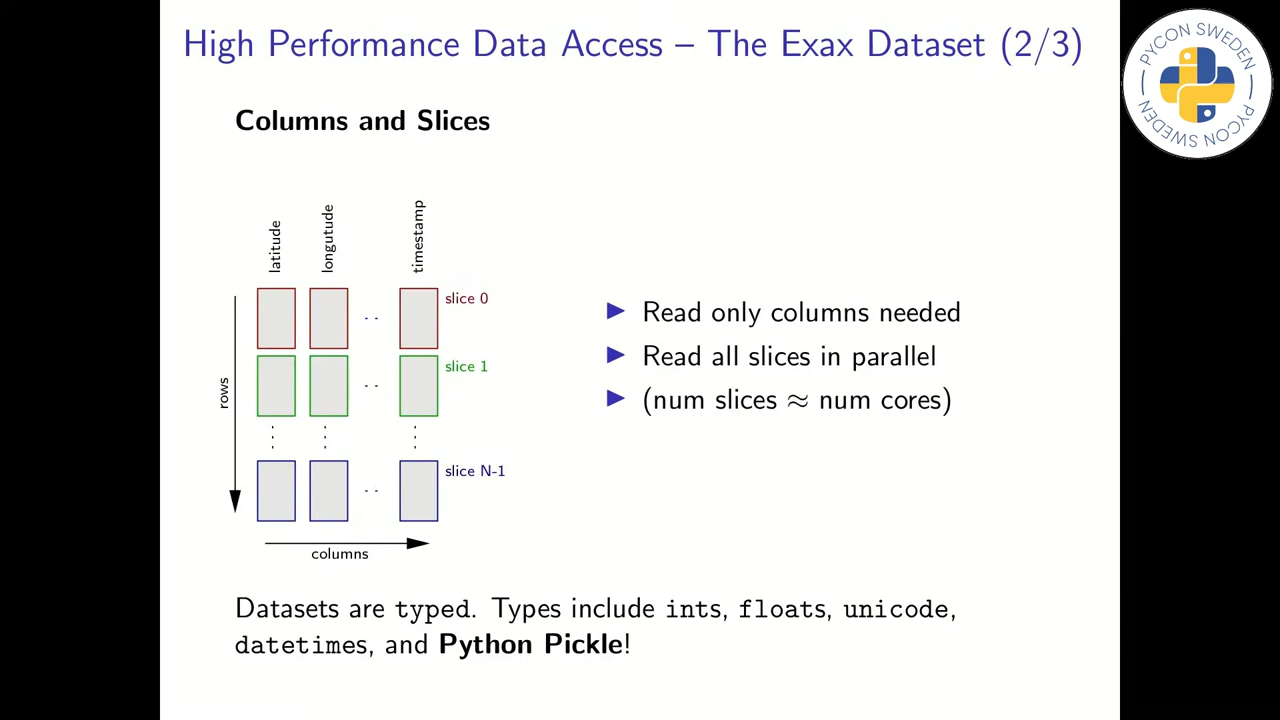 High Performance Data Access – The Exax Dataset (2/3)
PYCON SWEDEN
PYCON SWEDEN
Columns and Slices
latitude
longutude
timestamp
slice 0
. .
slice 1
. .
rows
slice N-1
. .
columns
▶ Read only columns needed
▶ Read all slices in parallel
▶ (num slices ≈ num cores)
Datasets are typed. Types include ints, floats, unicode,
datetimes, and Python Pickle!